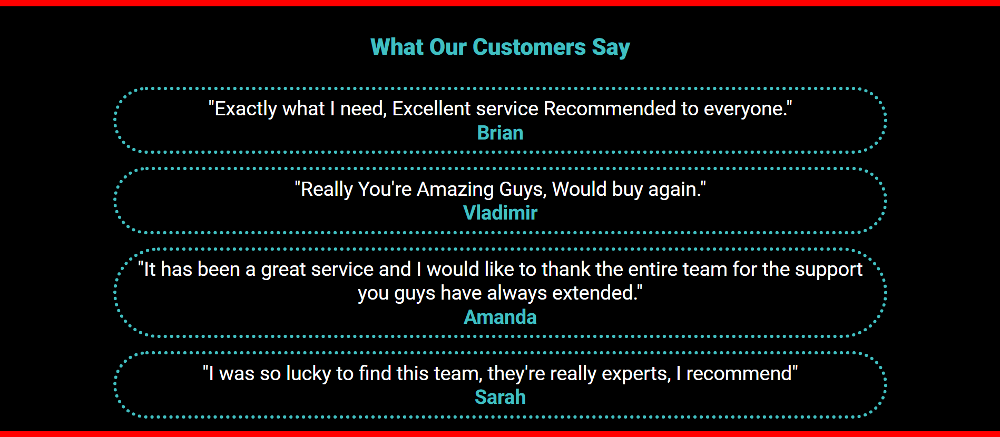 What Our Customers Say
"Exactly what I need, Excellent service Recommended to everyone."
Brian
"Really You're Amazing Guys, Would buy again."
Vladimir
"It has been a great service and I would like to thank the entire team for the support
you guys have always extended."
Amanda
"I was so lucky to find this team, they're really experts, I recommend"
Sarah